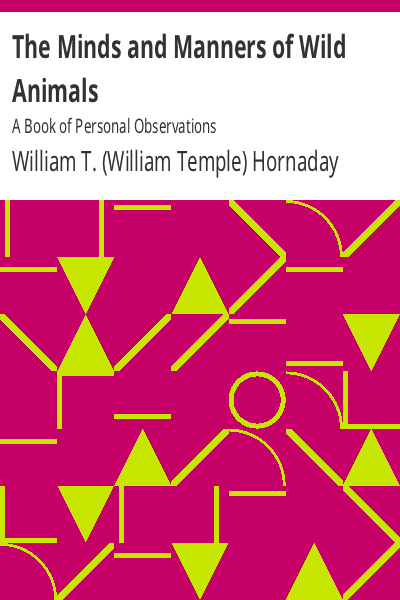 The Minds and Manners of Wild
Animals
A Book of Personal Observations
William T. (William Temple) Hornaday